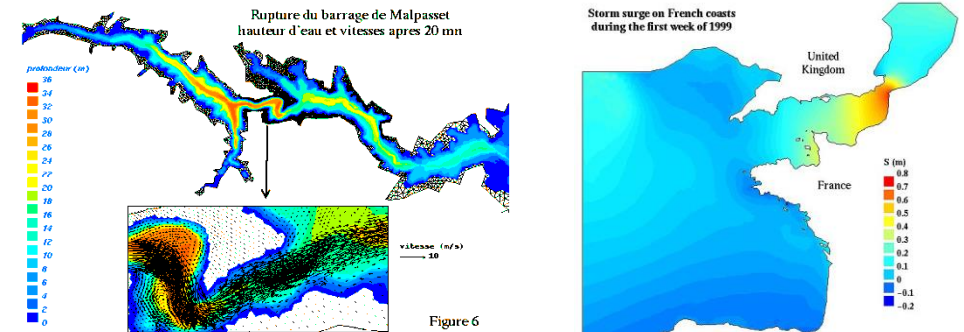 Rupture du barrage de Malpasset
hauteur d'eau et vitesses apres 20 mn
profondeur (m)
36
34
32
30
28
26
24
22
20
18
16
14
12
10
8
6
4
2
0
vitesse (m/s)
10
Figure 6
Storm surge on French coasts
during the first week of 1999
United
Kingdom
France
S (m)
0.8
0.7
0.6
0.5
0.4
0.3
0.2
0.1
0
−0.1
−0.2